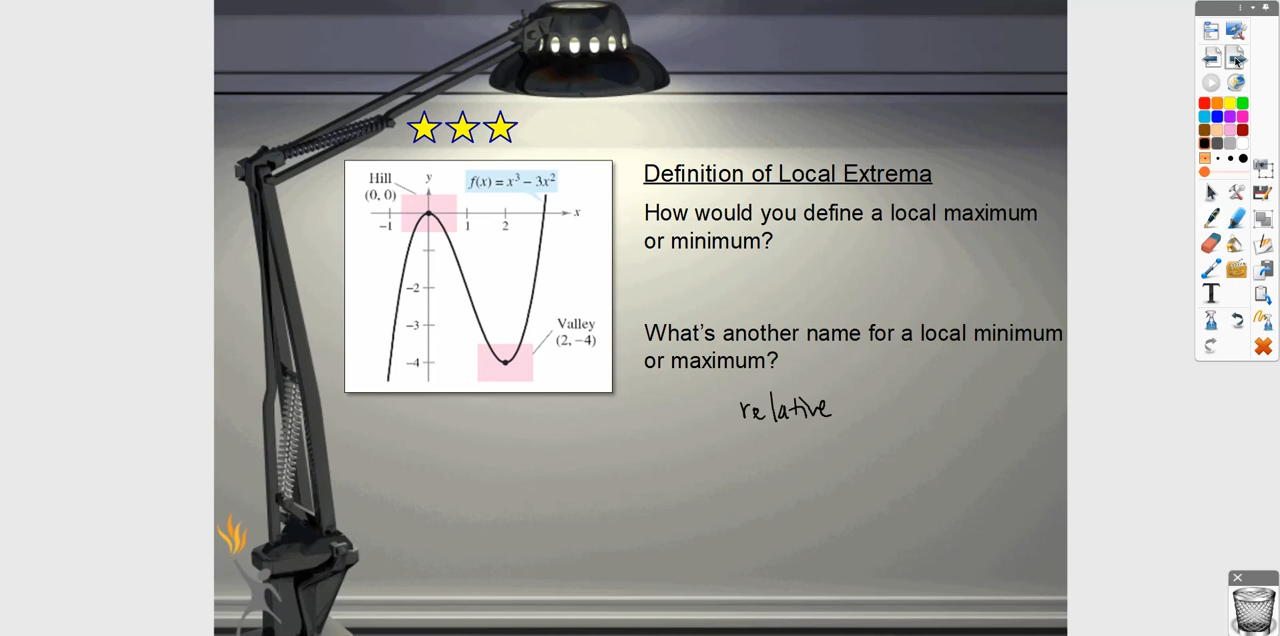 Hill
(0, 0)
y
f(x) = x³ – 3x²
x
–1
1
2
–2
–3
–4
Valley
(2, –4)
Definition of Local Extrema
How would you define a local maximum
or minimum?
What's another name for a local minimum
or maximum?
relative
T